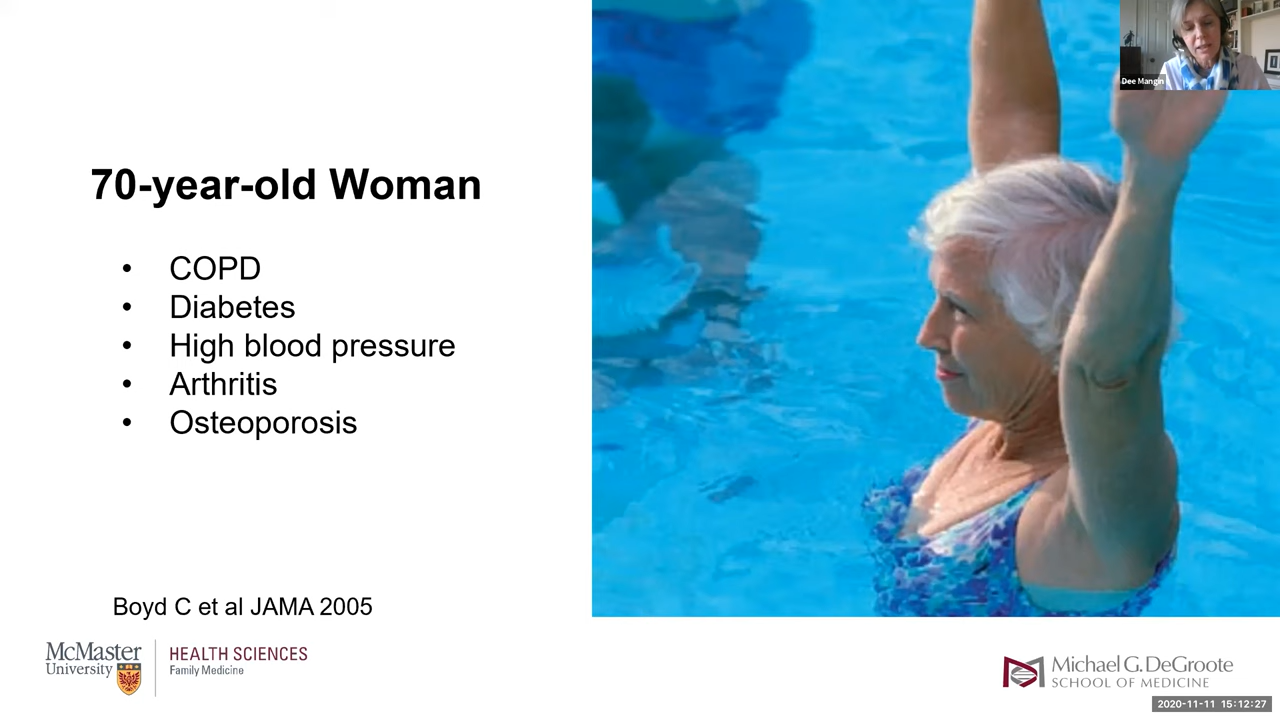 Dee Mangin
70-year-old Woman
• COPD
• Diabetes
• High blood pressure
• Arthritis
• Osteoporosis
Boyd C et al JAMA 2005
McMaster
University
HEALTH SCIENCES
Family Medicine
Michael G. DeGroote
SCHOOL OF MEDICINE
2020-11-11 15:12:27